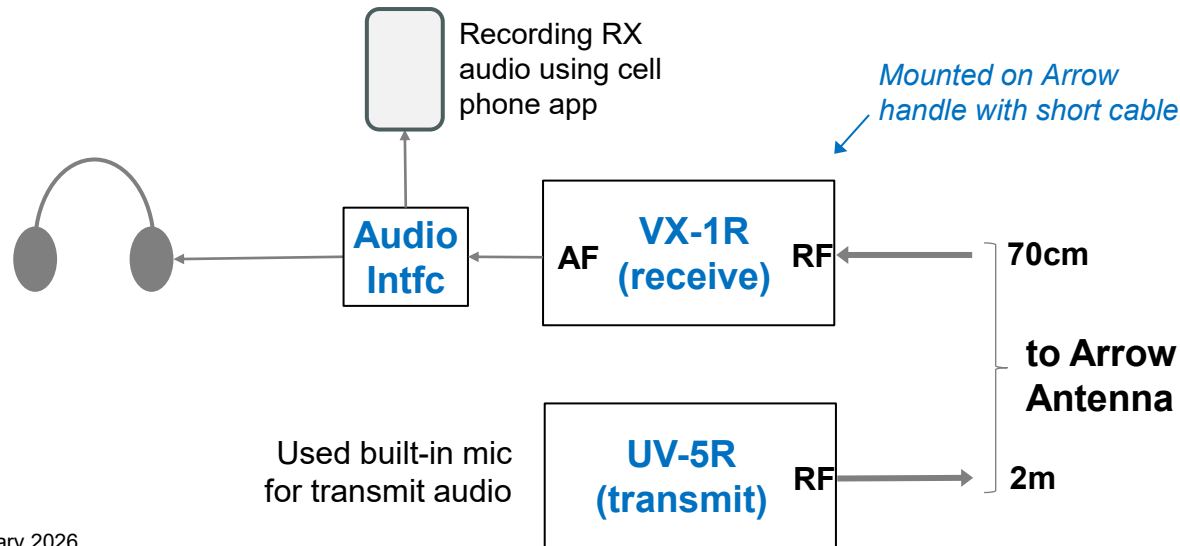 Recording RX
audio using cell
phone app
Mounted on Arrow
handle with short cable
Audio
Intfc
AF
VX-1R
(receive)
RF
70cm
to Arrow
Antenna
Used built-in mic
for transmit audio
UV-5R
(transmit)
RF
2m
2026